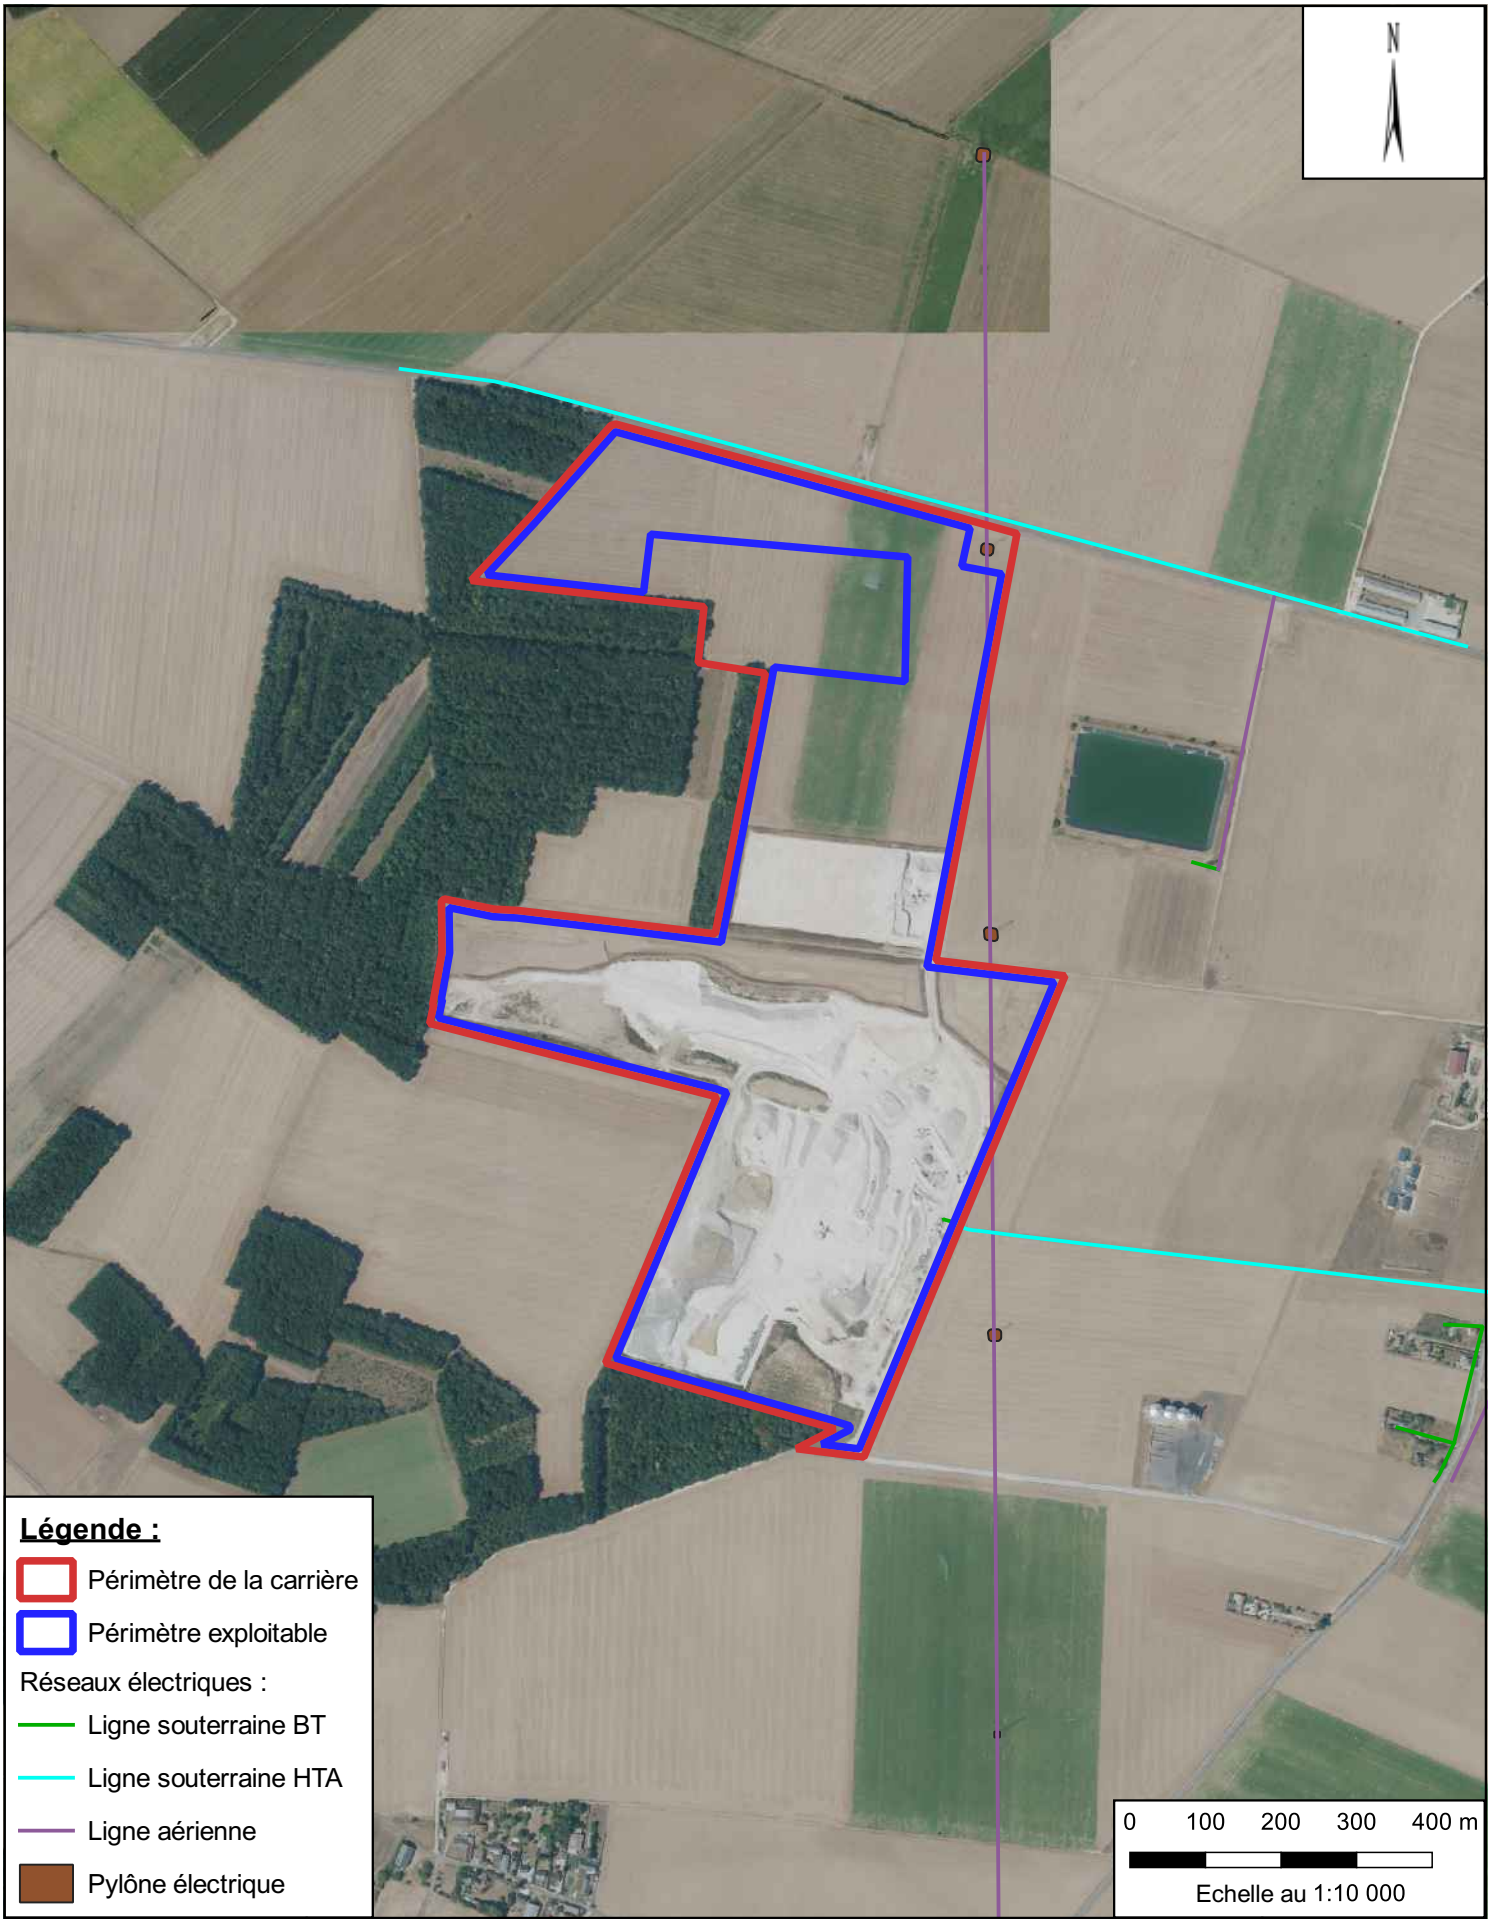 N
Légende :
Périmètre de la carrière
Périmètre exploitable
Réseaux électriques :
Ligne souterraine BT
Ligne souterraine HTA
Ligne aérienne
Pylône électrique
0 100 200 300 400 m
Echelle au 1:10 000